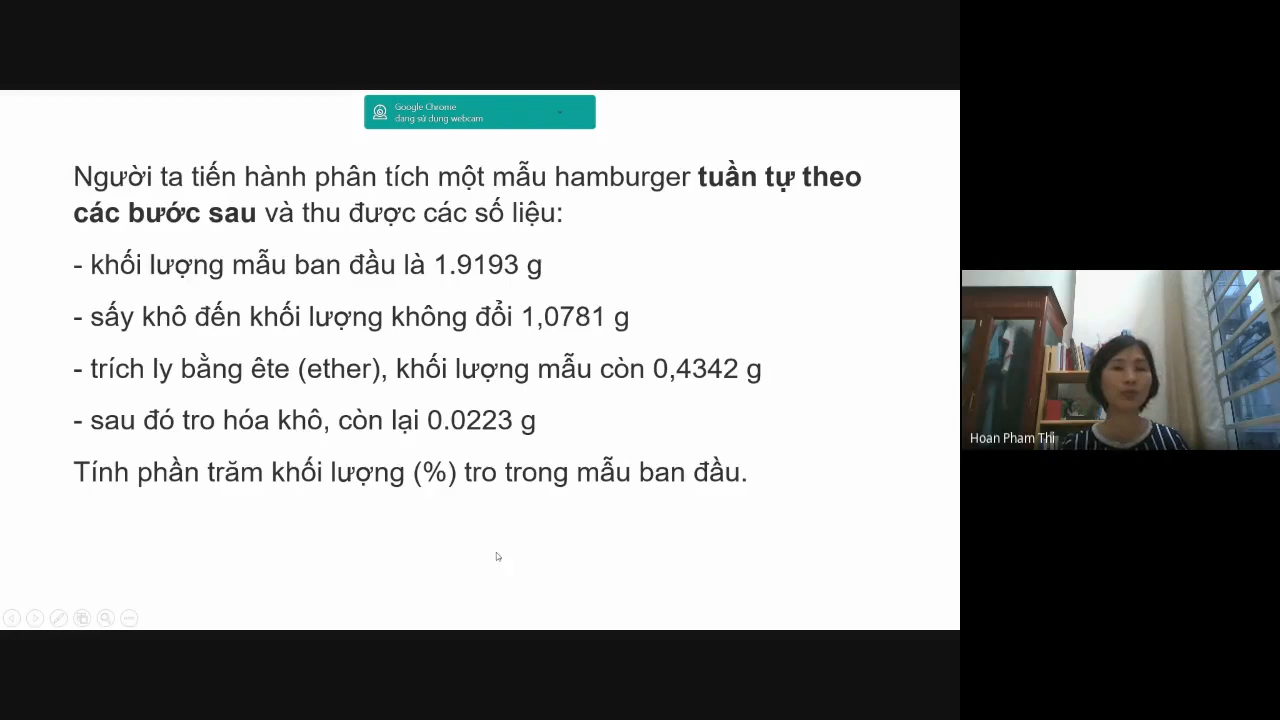 Google Chrome
đang sử dụng webcam
Người ta tiến hành phân tích một mẫu hamburger tuần tự theo
các bước sau và thu được các số liệu:
- khối lượng mẫu ban đầu là 1.9193 g
- sấy khô đến khối lượng không đổi 1,0781 g
- trích ly bằng ête (ether), khối lượng mẫu còn 0,4342 g
- sau đó tro hóa khô, còn lại 0.0223 g
Tính phần trăm khối lượng (%) tro trong mẫu ban đầu.
Hoan Pham Thi